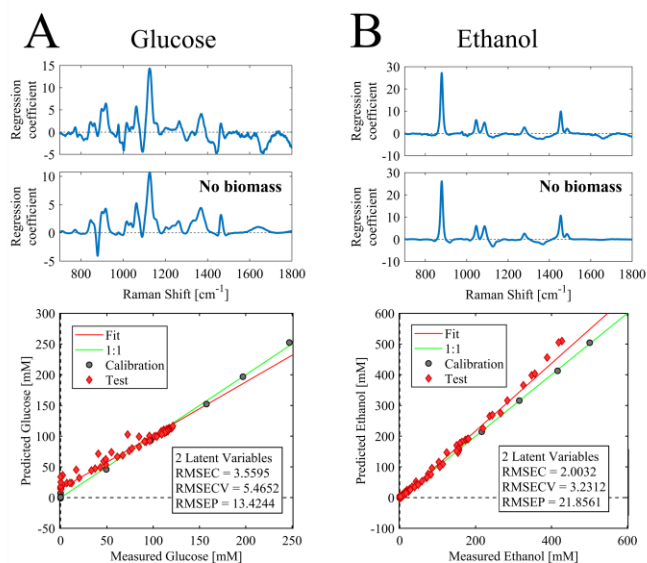 A Glucose
B Ethanol
Regression coefficient
15
10
5
0
5
Regression coefficient
30
20
10
0
-10
No biomass
Regression coefficient
10
5
0
-5
800 1000 1200 1400 1600 1800
Raman Shift [cm⁻¹]
No biomass
Regression coefficient
30
20
10
0
-10
800 1000 1200 1400 1600 1800
Raman Shift [cm⁻¹]
Predicted Glucose [mM]
300
250
200
150
100
50
0
-50
Fit
1:1
Calibration
Test
2 Latent Variables
RMSEC = 3.5595
RMSECV = 5.4652
RMSEP = 13.4244
0 50 100 150 200 250
Measured Glucose [mM]
Predicted Ethanol [mM]
600
500
400
300
200
100
0
-100
Fit
1:1
Calibration
Test
2 Latent Variables
RMSEC = 2.0032
RMSECV = 3.2312
RMSEP = 21.8561
0 200 400 600
Measured Ethanol [mM]